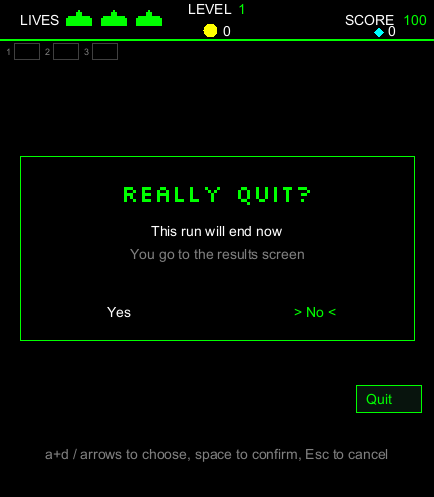 LIVES LEVEL 1 SCORE 100
0 0
1 2 3
REALLY QUIT?
This run will end now
You go to the results screen
Yes > No <
Quit
a+d / arrows to choose, space to confirm, Esc to cancel